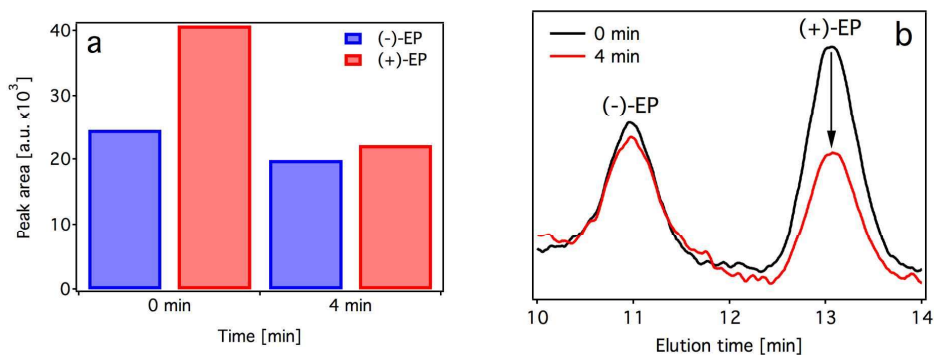 a
(-)-EP
(+)-EP
40
30
20
10
0
Peak area [a.u. x10³]
0 min
4 min
Time [min]
b
0 min
4 min
(-)-EP
(+)-EP
10
11
12
13
14
Elution time [min]